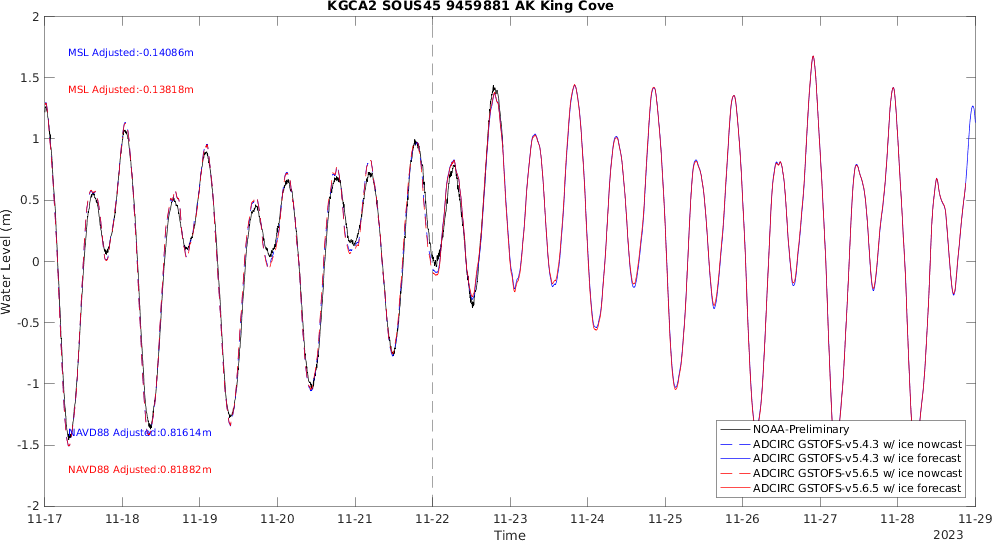 KGCA2 SOUS45 9459881 AK King Cove
MSL Adjusted:-0.14086m
MSL Adjusted:-0.13818m
NAVD88 Adjusted:0.81614m
NAVD88 Adjusted:0.81882m
Water Level (m)
2
1.5
1
0.5
0
-0.5
-1
-1.5
-2
NOAA-Preliminary
ADCIRC GSTOFS-v5.4.3 w/ ice nowcast
ADCIRC GSTOFS-v5.4.3 w/ ice forecast
ADCIRC GSTOFS-v5.6.5 w/ ice nowcast
ADCIRC GSTOFS-v5.6.5 w/ ice forecast
11-17 11-18 11-19 11-20 11-21 11-22 11-23 11-24 11-25 11-26 11-27 11-28 11-29
Time
2023